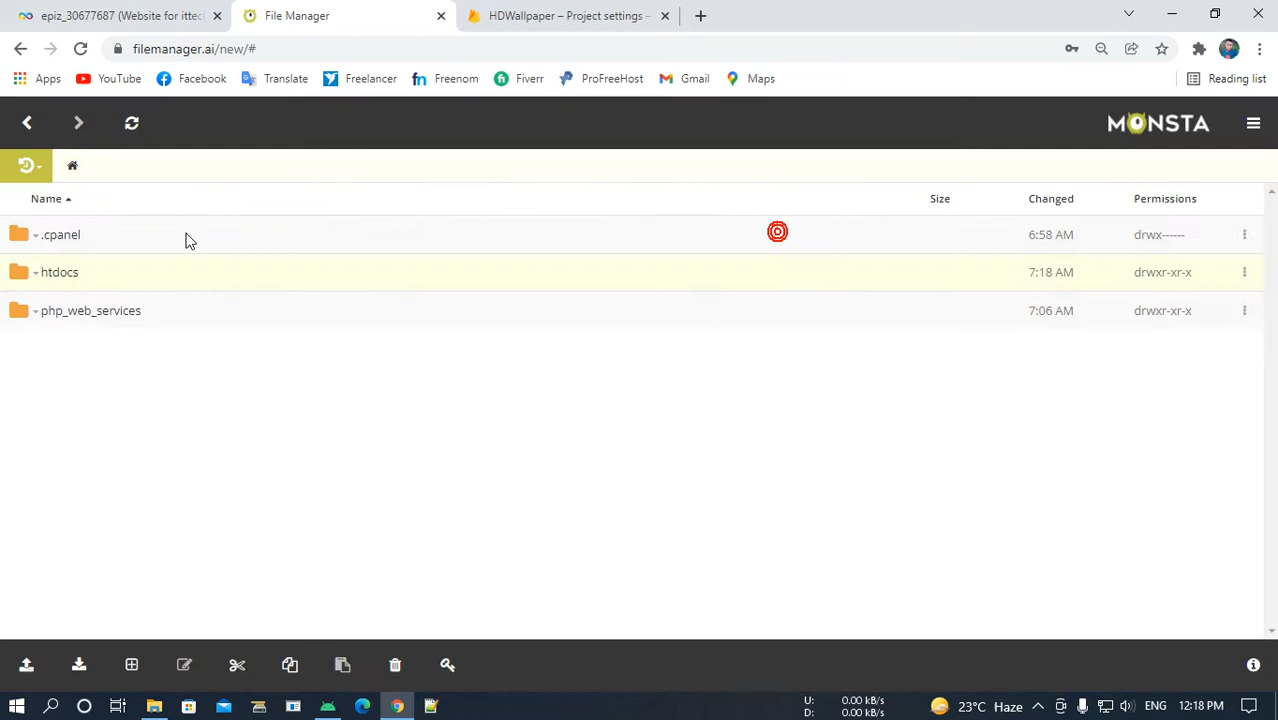 epiz_30677687 (Website for ittec
File Manager
HDWallpaper – Project settings –
filemanager.ai/new/#
Apps YouTube Facebook Translate Freelancer Freenom Fiverr ProFreeHost Gmail Maps Reading list
MONSTA
Name Size Changed Permissions
.cpanel 6:58 AM drwx------
htdocs 7:18 AM drwxr-xr-x
php_web_services 7:06 AM drwxr-xr-x
U: 0.00 kB/s
D: 0.00 kB/s
23°C Haze ENG 12:18 PM